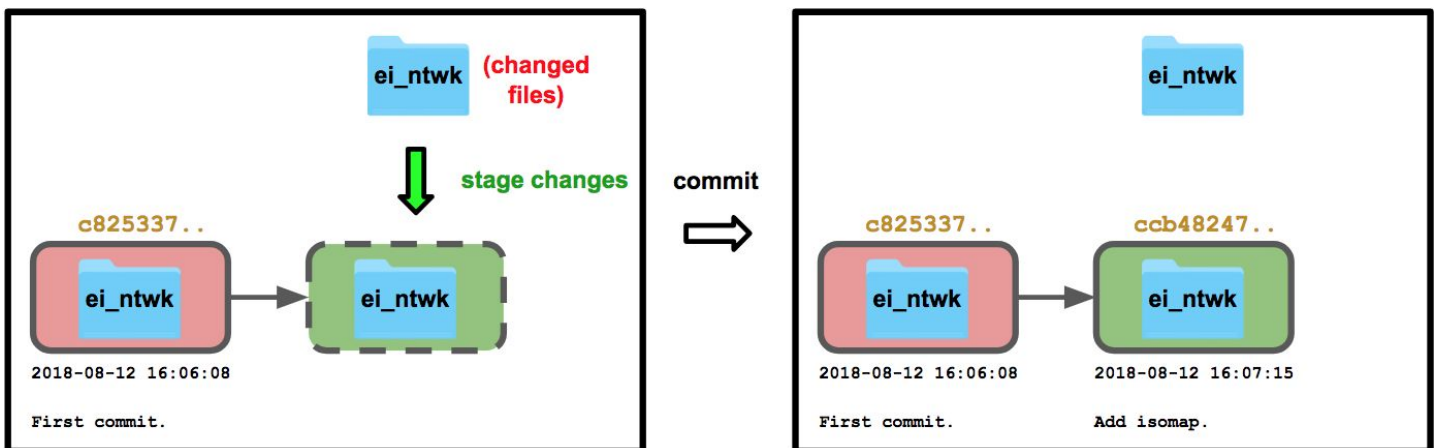 ei_ntwk
(changed
files)
stage changes
c825337..
ei_ntwk
ei_ntwk
2018-08-12 16:06:08
First commit.
commit
ei_ntwk
c825337..
ccb48247..
ei_ntwk
ei_ntwk
2018-08-12 16:06:08
2018-08-12 16:07:15
First commit.
Add isomap.